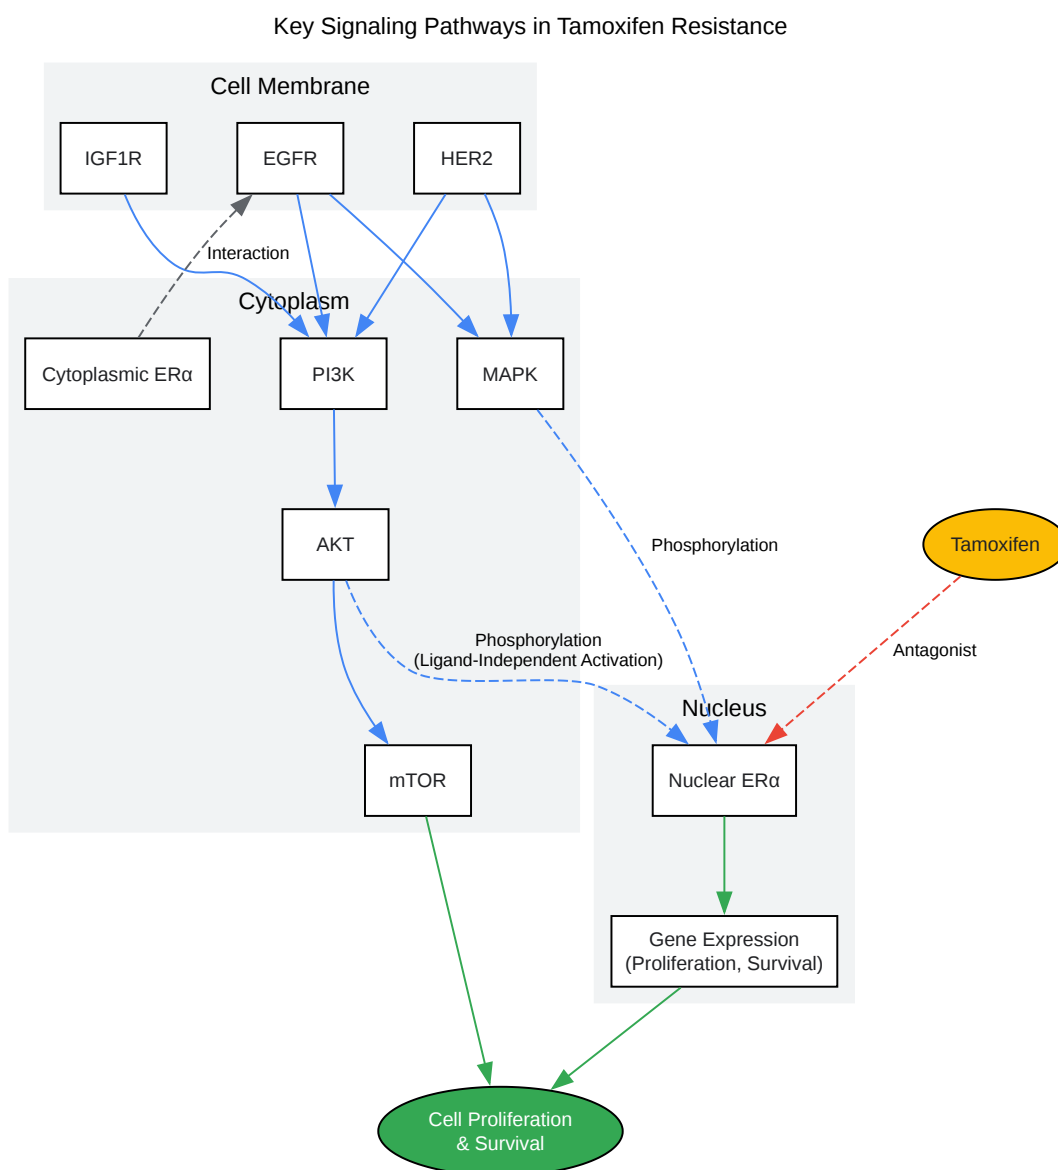 Key Signaling Pathways in Tamoxifen Resistance
Cell Membrane
IGF1R
EGFR
HER2
Interaction
Cytoplasm
Cytoplasmic ERα
PI3K
MAPK
AKT
Phosphorylation
Tamoxifen
Phosphorylation
(Ligand-Independent Activation)
Antagonist
Nucleus
mTOR
Nuclear ERα
Gene Expression
(Proliferation, Survival)
Cell Proliferation
& Survival